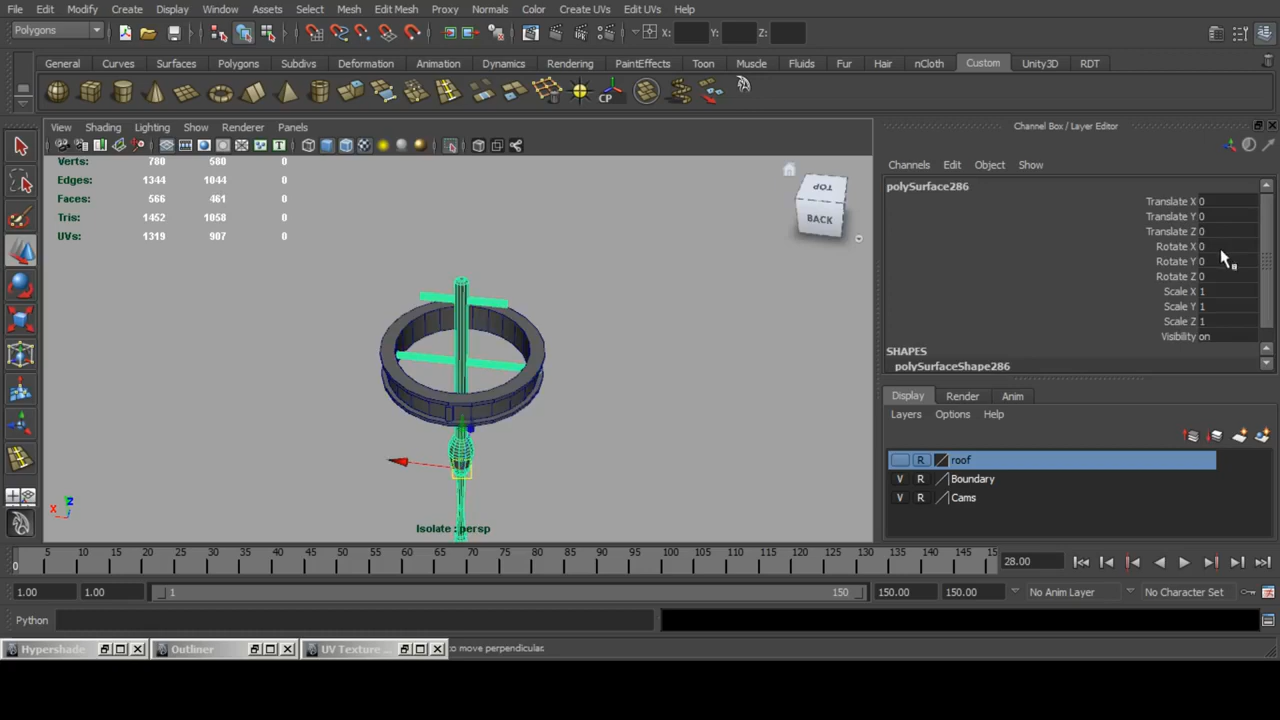 File Edit Modify Create Display Window Assets Select Mesh Edit Mesh Proxy Normals Color Create UVs Edit UVs Help
Polygons X: Y: Z:
General Curves Surfaces Polygons Subdivs Deformation Animation Dynamics Rendering PaintEffects Toon Muscle Fluids Fur Hair nCloth Custom Unity3D RDT
CP
View Shading Lighting Show Renderer Panels
Channel Box / Layer Editor
Channels Edit Object Show
Verts: 780 580 0
Edges: 1344 1044 0
Faces: 566 461 0
Tris: 1452 1058 0
UVs: 1319 907 0
TOP
BACK
polySurface286
Translate X 0
Translate Y 0
Translate Z 0
Rotate X 0
Rotate Y 0
Rotate Z 0
Scale X 1
Scale Y 1
Scale Z 1
Visibility on
SHAPES
polySurfaceShape286
Display Render Anim
Layers Options Help
R roof
V R Boundary
V R Cams
X Z
Isolate : persp
0 5 10 15 20 25 30 35 40 45 50 55 60 65 70 75 80 85 90 95 100 105 110 115 120 125 130 135 140 145 15
28.00
1.00 1.00 1 150 150.00 150.00 No Anim Layer No Character Set
Python
Hypershade Outliner UV Texture ... to move perpendicular.